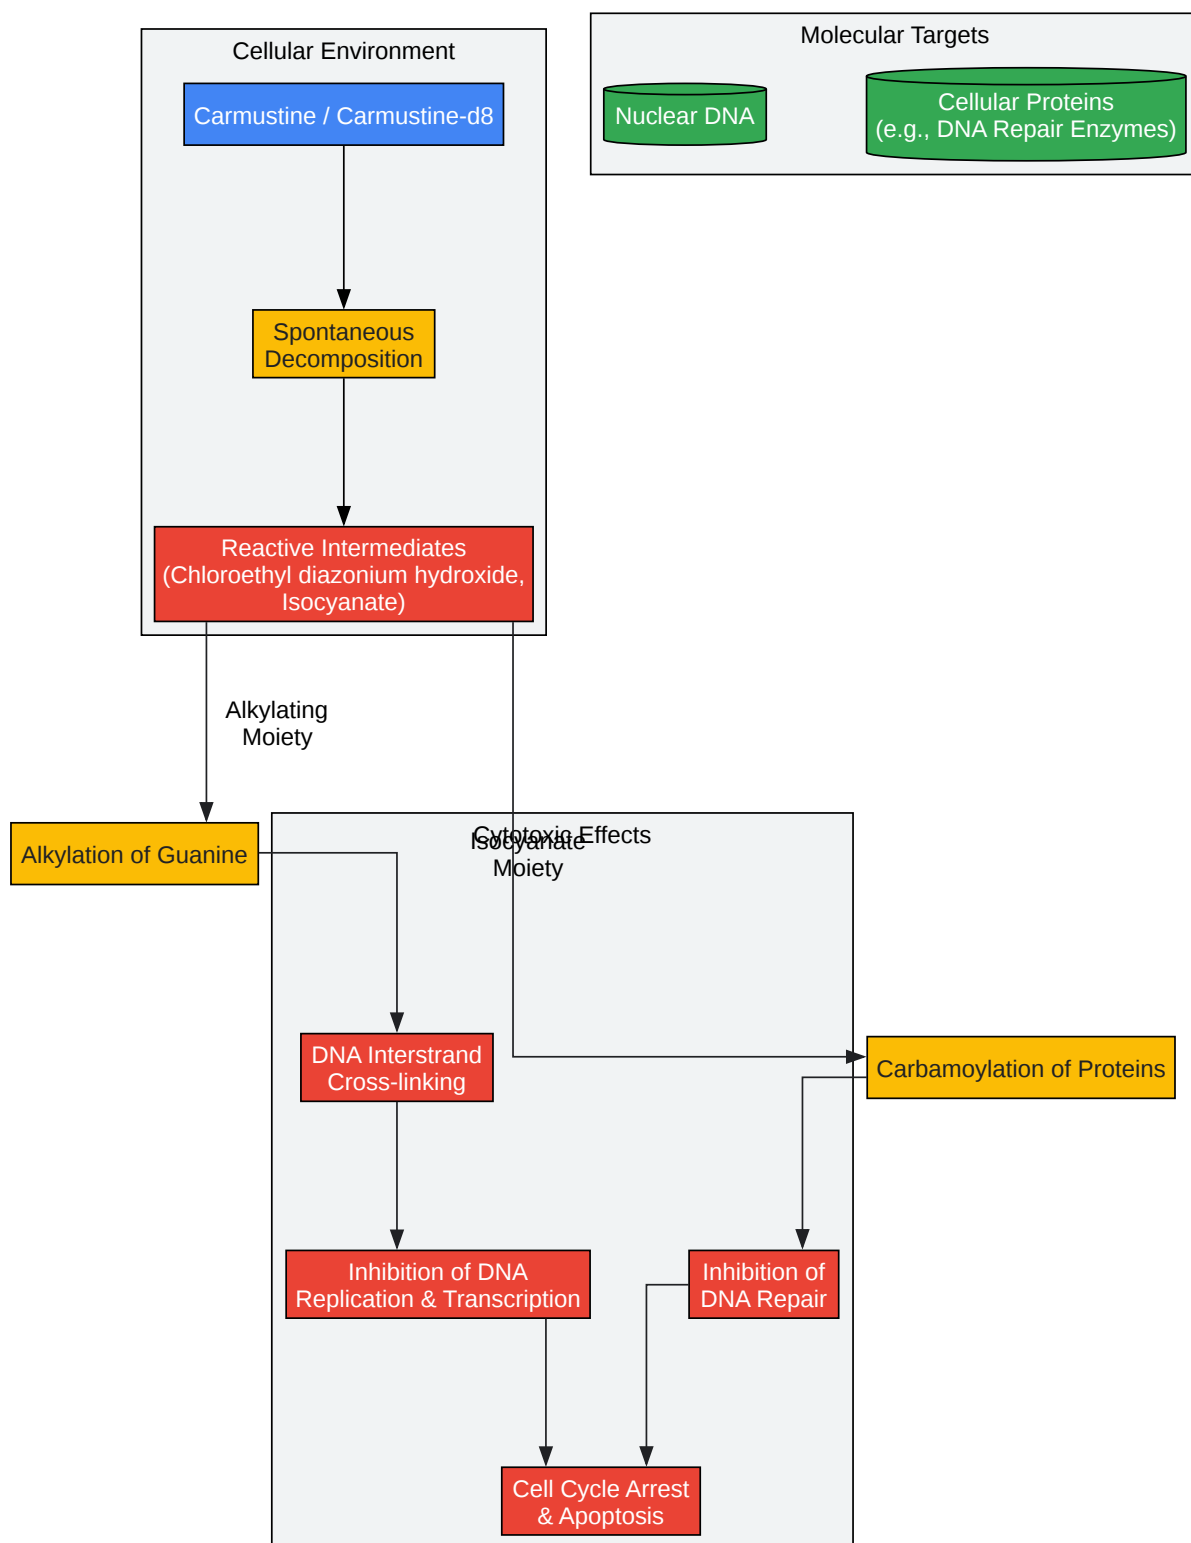 Cellular Environment
Carmustine / Carmustine-d8
Spontaneous
Decomposition
Reactive Intermediates
(Chloroethyl diazonium hydroxide,
Isocyanate)
Molecular Targets
Nuclear DNA
Cellular Proteins
(e.g., DNA Repair Enzymes)
Alkylating
Moiety
Alkylation of Guanine
Cytotoxic Effects
Isocyanate
Moiety
DNA Interstrand
Cross-linking
Carbamoylation of Proteins
Inhibition of DNA
Replication & Transcription
Inhibition of
DNA Repair
Cell Cycle Arrest
& Apoptosis